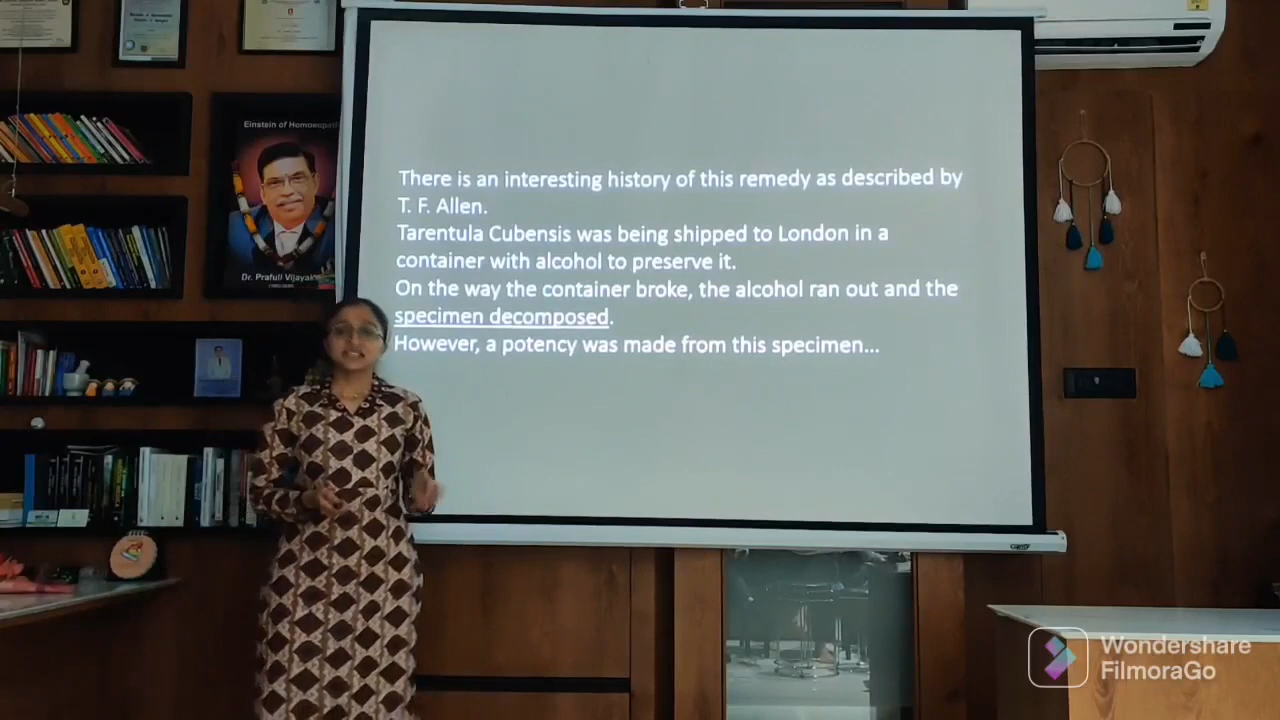 Einstein of Homoeopath
Dr. Prafull Vijayak
There is an interesting history of this remedy as described by
T. F. Allen.
Tarentula Cubensis was being shipped to London in a
container with alcohol to preserve it.
On the way the container broke, the alcohol ran out and the
specimen decomposed.
However, a potency was made from this specimen...
Wondershare
FilmoraGo